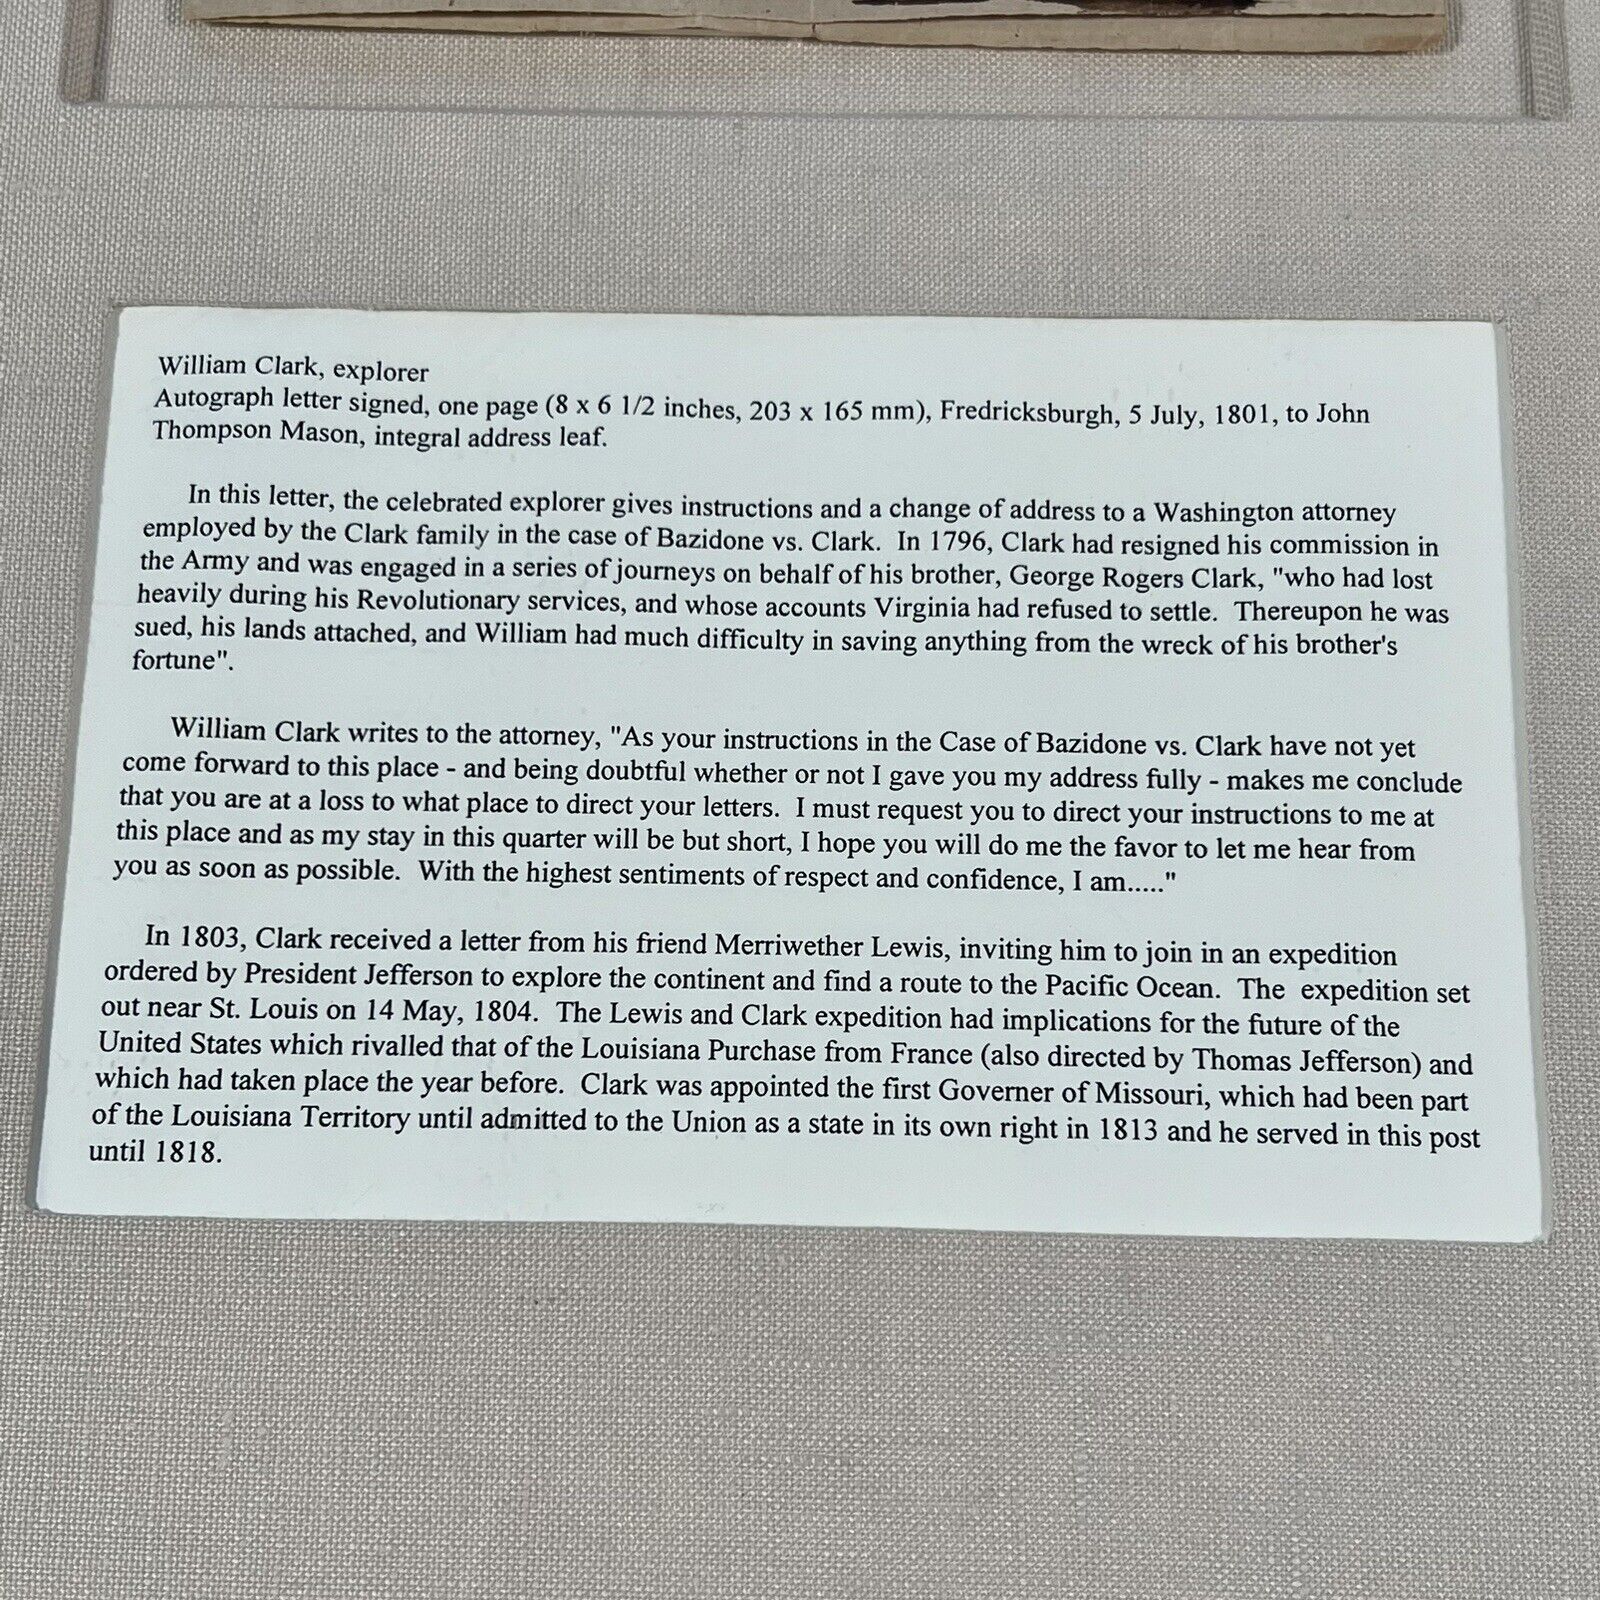 William Clark, explorer
Autograph letter signed, one page (8 x 6 1/2 inches, 203 x 165 mm), Fredricksburgh, 5 July, 1801, to John
Thompson Mason, integral address leaf.
In this letter, the celebrated explorer gives instructions and a change of address to a Washington attorney
employed by the Clark family in the case of Bazidone vs. Clark.  In 1796, Clark had resigned his commission in
the Army and was engaged in a series of journeys on behalf of his brother, George Rogers Clark, "who had lost
heavily during his Revolutionary services, and whose accounts Virginia had refused to settle.  Thereupon he was
sued, his lands attached, and William had much difficulty in saving anything from the wreck of his brother's
fortune".
William Clark writes to the attorney, "As your instructions in the Case of Bazidone vs. Clark have not yet
come forward to this place - and being doubtful whether or not I gave you my address fully - makes me conclude
that you are at a loss to what place to direct your letters.  I must request you to direct your instructions to me at
this place and as my stay in this quarter will be but short, I hope you will do me the favor to let me hear from
you as soon as possible.  With the highest sentiments of respect and confidence, I am....."
In 1803, Clark received a letter from his friend Merriwether Lewis, inviting him to join in an expedition
ordered by President Jefferson to explore the continent and find a route to the Pacific Ocean.  The  expedition set
out near St. Louis on 14 May, 1804.  The Lewis and Clark expedition had implications for the future of the
United States which rivalled that of the Louisiana Purchase from France (also directed by Thomas Jefferson) and
which had taken place the year before.  Clark was appointed the first Governer of Missouri, which had been part
of the Louisiana Territory until admitted to the Union as a state in its own right in 1813 and he served in this post
until 1818.